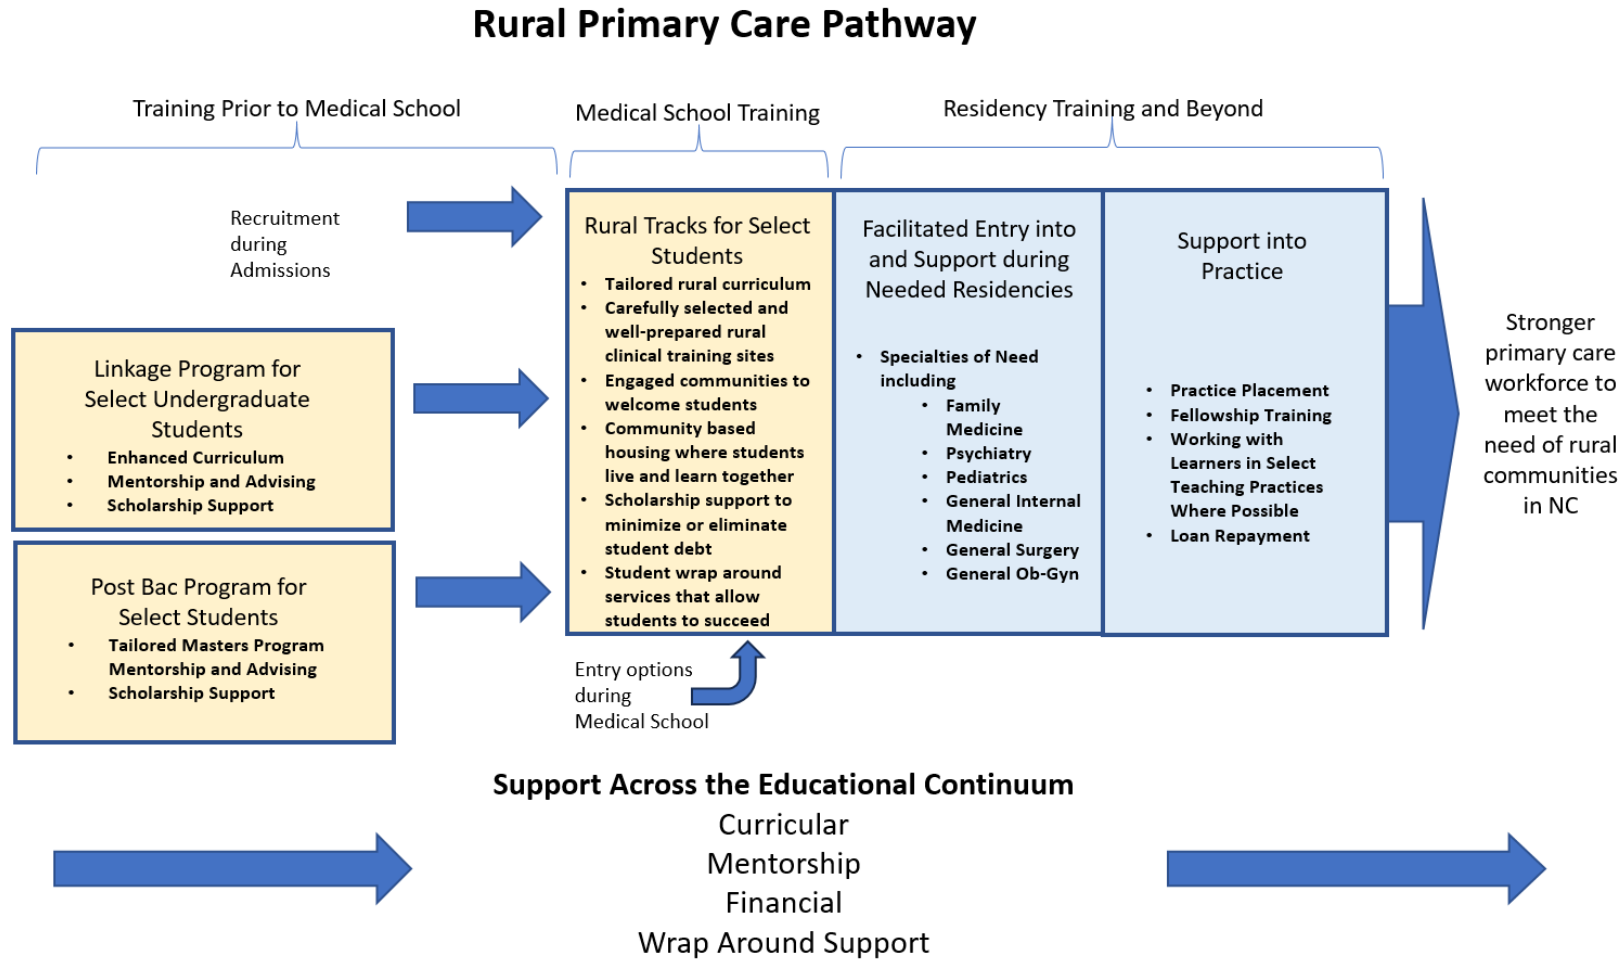 Rural Primary Care Pathway
Training Prior to Medical School
Medical School Training
Residency Training and Beyond
Recruitment
during
Admissions
Linkage Program for
Select Undergraduate
Students
• Enhanced Curriculum
• Mentorship and Advising
• Scholarship Support
Post Bac Program for
Select Students
• Tailored Masters Program
Mentorship and Advising
• Scholarship Support
Rural Tracks for Select
Students
• Tailored rural curriculum
• Carefully selected and
well-prepared rural
clinical training sites
• Engaged communities to
welcome students
• Community based
housing where students
live and learn together
• Scholarship support to
minimize or eliminate
student debt
• Student wrap around
services that allow
students to succeed
Entry options
during
Medical School
Facilitated Entry into
and Support during
Needed Residencies
• Specialties of Need
including
• Family
Medicine
• Psychiatry
• Pediatrics
• General Internal
Medicine
• General Surgery
• General Ob-Gyn
Support into
Practice
• Practice Placement
• Fellowship Training
• Working with
Learners in Select
Teaching Practices
Where Possible
• Loan Repayment
Stronger
primary care
workforce to
meet the
need of rural
communities
in NC
Support Across the Educational Continuum
Curricular
Mentorship
Financial
Wrap Around Support